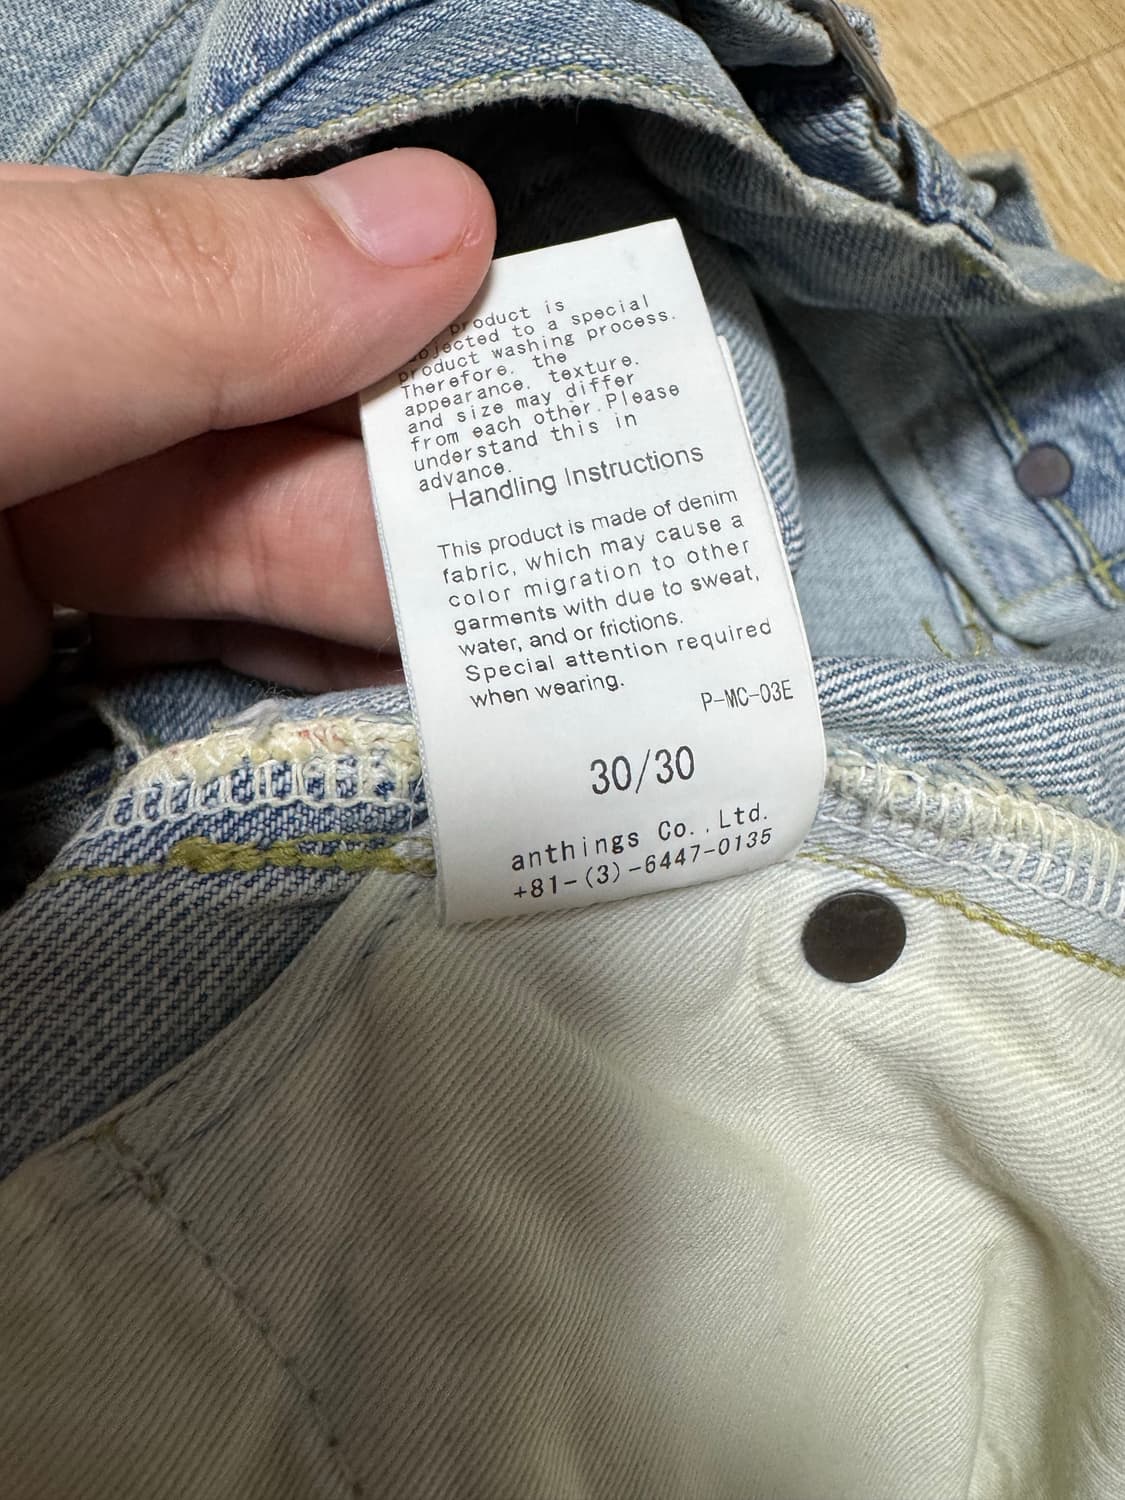 product is
jected to a special
product washing process.
Therefore. the
appearance. texture.
and size may differ
from each other.Please
understand this in
advance.
Handling Instructions
This product is made of denim
fabric, which may cause a
color migration to other
garments with due to sweat,
water, and or frictions.
Special attention required
when wearing.
P-MC-03E
30/30
anthings Co.,Ltd.
+81-(3)-6447-0135